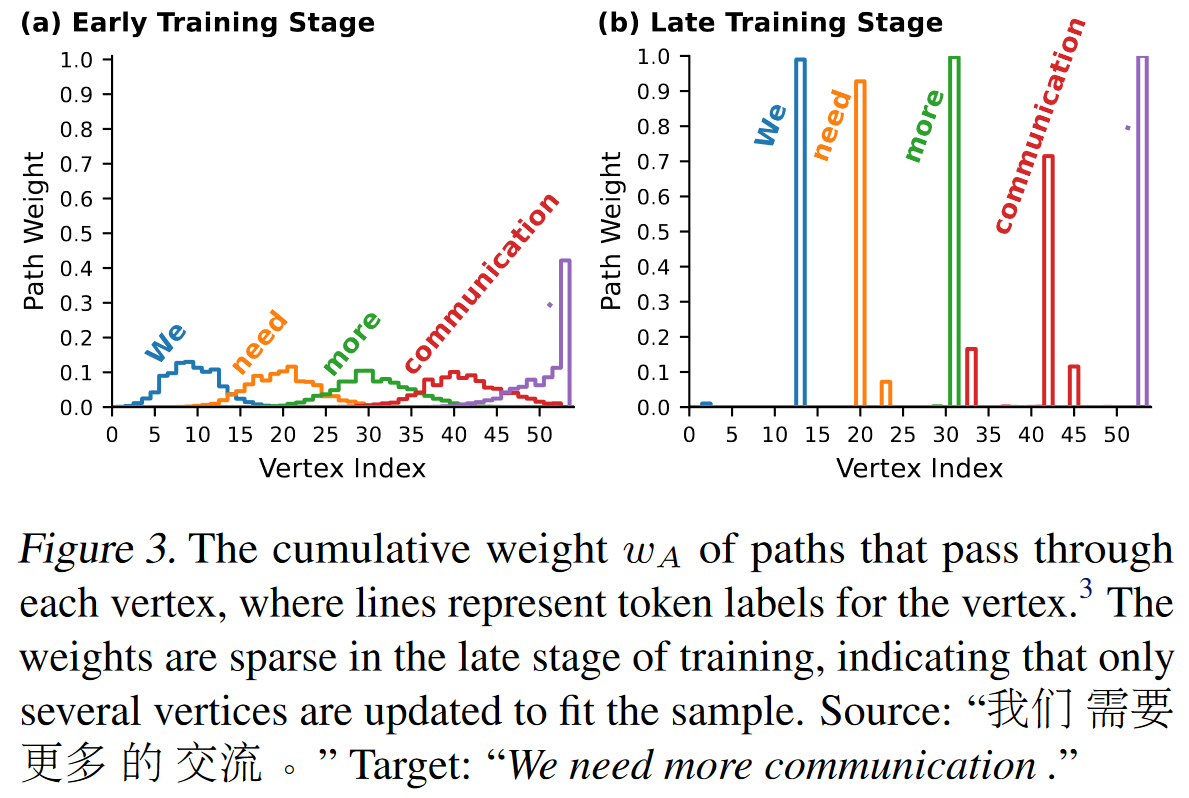 (a) Early Training Stage
1.0
0.9
0.8
0.7
0.6
0.5
0.4
0.3
0.2
0.1
0.0
Path Weight
We
need
more
communication
.
0 5 10 15 20 25 30 35 40 45 50
Vertex Index
(b) Late Training Stage
1.0
0.9
0.8
0.7
0.6
0.5
0.4
0.3
0.2
0.1
0.0
Path Weight
We
need
more
communication
.
0 5 10 15 20 25 30 35 40 45 50
Vertex Index
Figure 3. The cumulative weight w_A of paths that pass through
each vertex, where lines represent token labels for the vertex.³ The
weights are sparse in the late stage of training, indicating that only
several vertices are updated to fit the sample. Source: “我们 需要
更多 的 交流 。” Target: “We need more communication .”